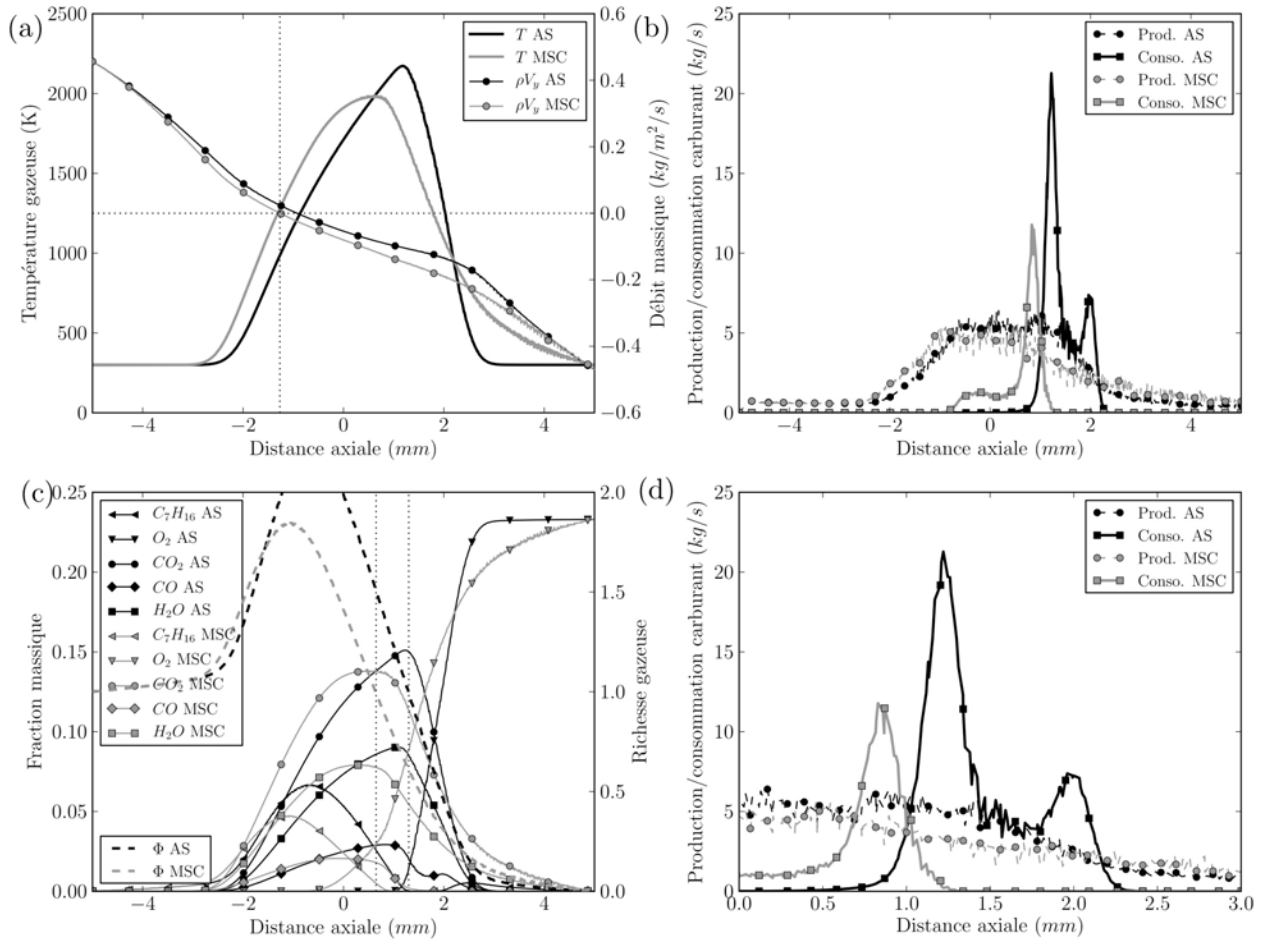 (a)
2500
2000
1500
1000
500
0
Température gazeuse (K)
−4
−2
0
2
4
Distance axiale (mm)
0.6
0.4
0.2
0.0
−0.2
−0.4
−0.6
Débit massique (kg/m²/s)
T AS
T MSC
ρV_y AS
ρV_y MSC
(b)
25
20
15
10
5
0
Production/consommation carburant (kg/s)
−4
−2
0
2
4
Distance axiale (mm)
Prod. AS
Conso. AS
Prod. MSC
Conso. MSC
(c)
0.25
0.20
0.15
0.10
0.05
0.00
Fraction massique
−4
−2
0
2
4
Distance axiale (mm)
2.0
1.5
1.0
0.5
0.0
Richesse gazeuse
C₇H₁₆ AS
O₂ AS
CO₂ AS
CO AS
H₂O AS
C₇H₁₆ MSC
O₂ MSC
CO₂ MSC
CO MSC
H₂O MSC
Φ AS
Φ MSC
(d)
25
20
15
10
5
0
Production/consommation carburant (kg/s)
0.0
0.5
1.0
1.5
2.0
2.5
3.0
Distance axiale (mm)
Prod. AS
Conso. AS
Prod. MSC
Conso. MSC